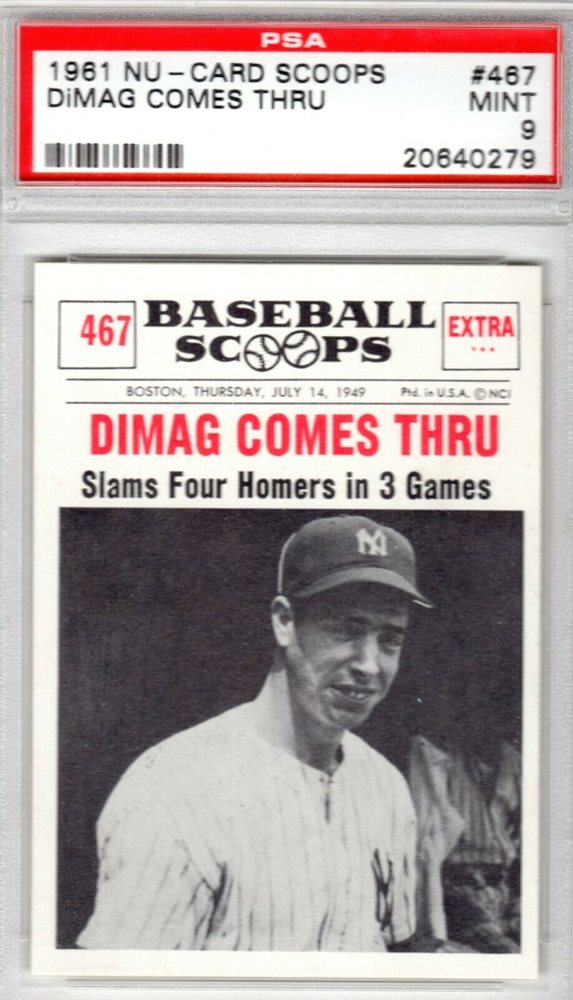 PSA
1961 NU-CARD SCOOPS #467
DiMAG COMES THRU MINT
9
20640279
467 BASEBALL EXTRA
SCOOPS
BOSTON, THURSDAY, JULY 14, 1949 Ptd. in U.S.A. © NCI
DIMAG COMES THRU
Slams Four Homers in 3 Games
NY
NY